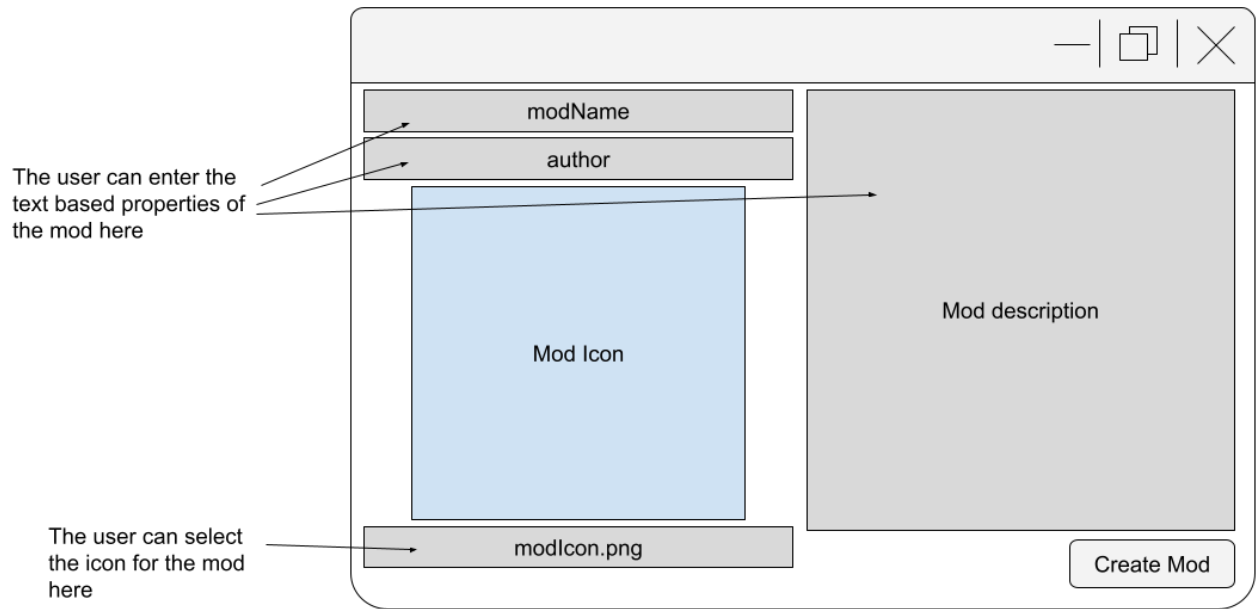 modName
author
The user can enter the
text based properties of
the mod here
Mod Icon
Mod description
The user can select
the icon for the mod
here
modIcon.png
Create Mod